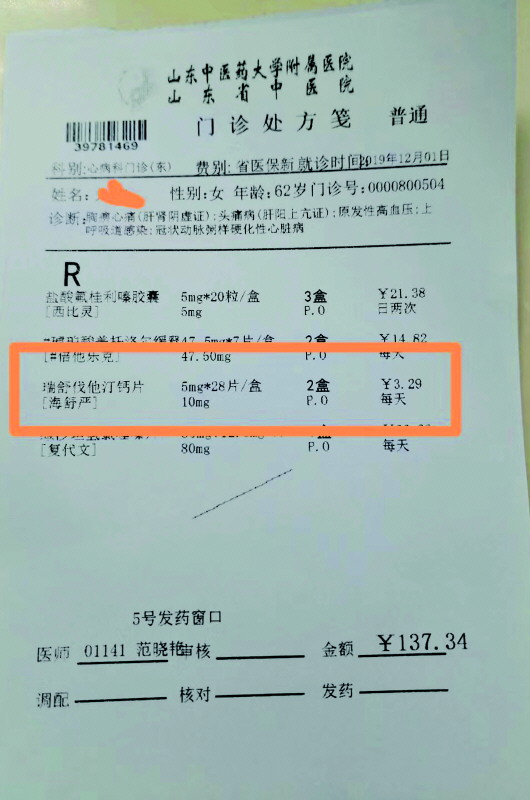 山东中医药大学附属医院
山东省中医院
门诊处方笺 普通
39781469
科别:心病科门诊(东) 费别:省医保新就诊时间:2019年12月01日
姓名: 性别:女 年龄:62岁门诊号:0000800504
诊断:胸痹心痛(肝肾阴虚证);头痛病(肝阳上亢证);原发性高血压;上
呼吸道感染;冠状动脉粥样硬化性心脏病
R
盐酸氟桂利嗪胶囊 5mg*20粒/盒 3盒 ￥21.38
[西比灵] 5mg P.O 日两次
47.5mg*7片/盒 2盒 ￥14.82
[#倍他乐克] 47.50mg P.O 每天
瑞舒伐他汀钙片 5mg*28片/盒 2盒 ￥3.29
[海舒严] 10mg P.O 每天
[复代文] 80mg P.O 每天
5号发药窗口
医师 01141 范晓艳 审核 金额 ￥137.34
调配 核对 发药